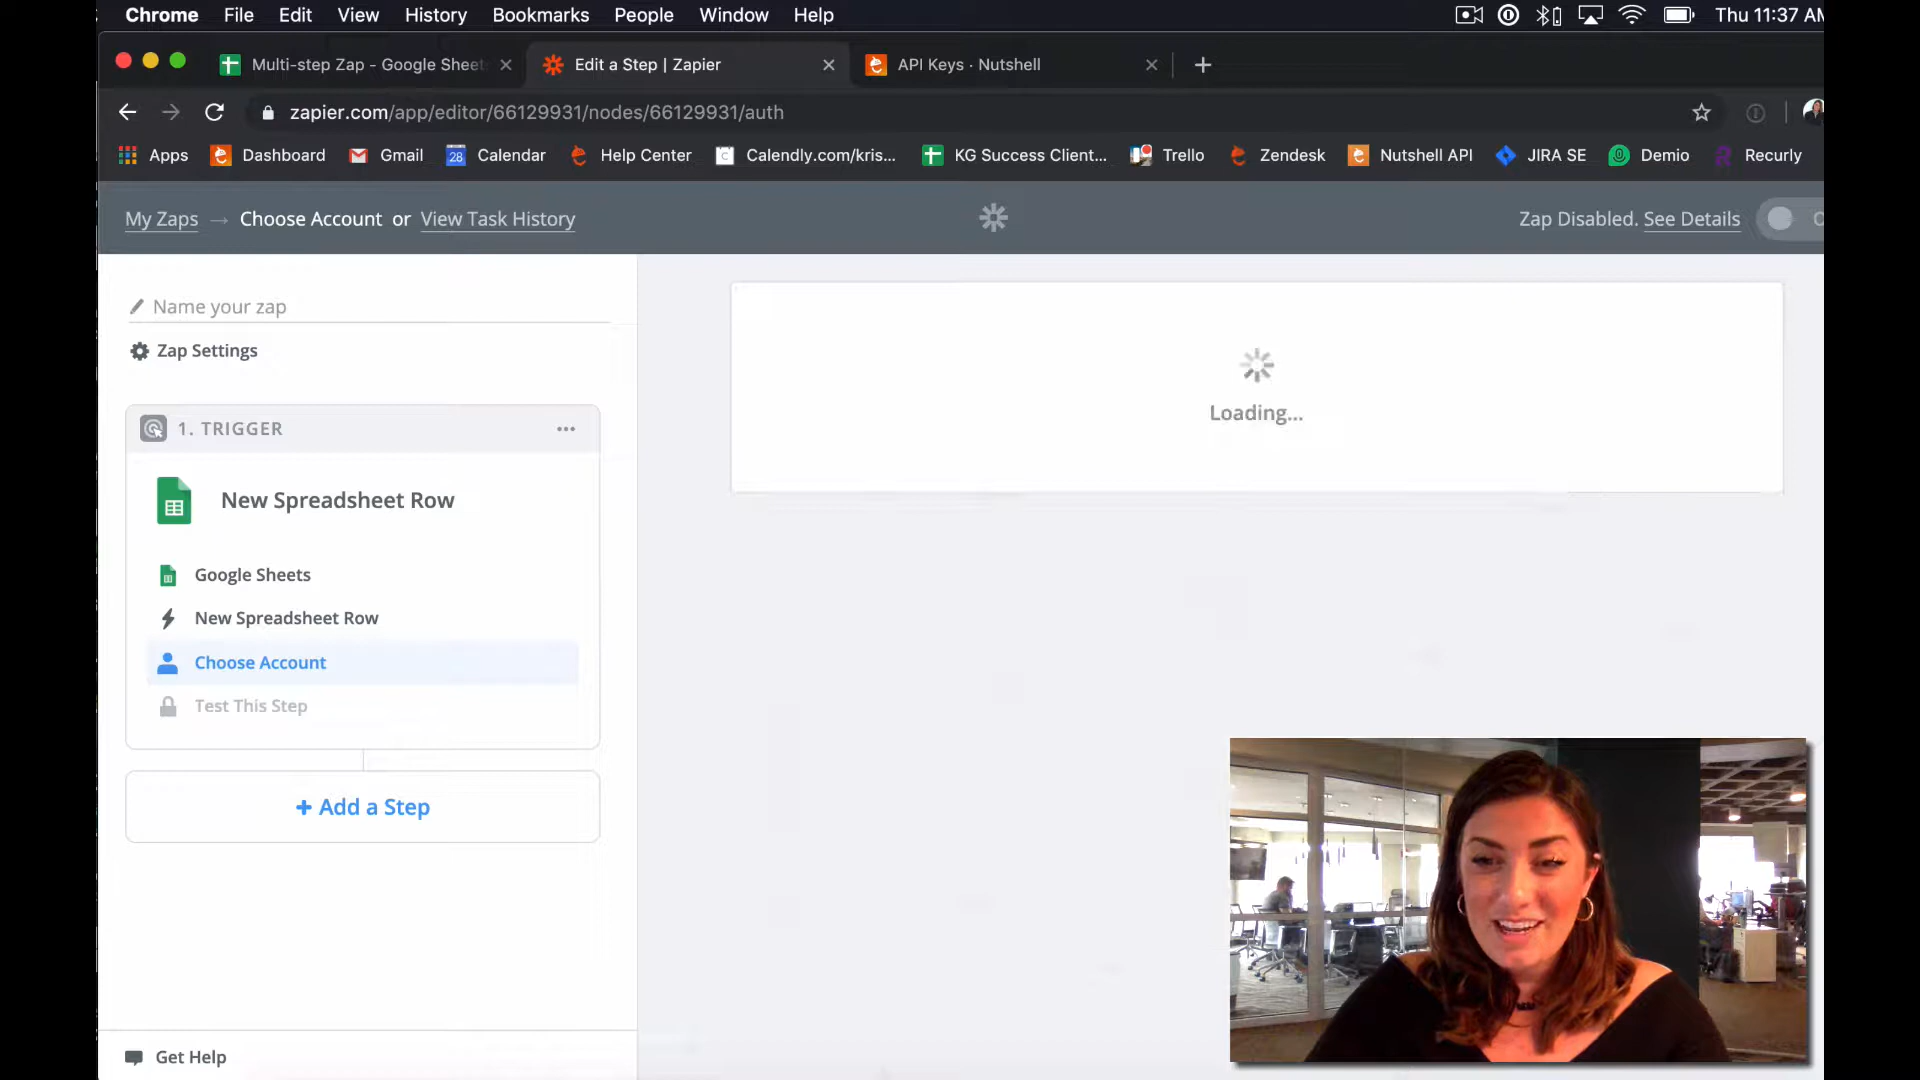 Chrome File Edit View History Bookmarks People Window Help Thu 11:37 AM
Multi-step Zap - Google Sheet Edit a Step | Zapier API Keys · Nutshell
zapier.com/app/editor/66129931/nodes/66129931/auth
Apps Dashboard Gmail 28 Calendar Help Center Calendly.com/kris... KG Success Client... Trello Zendesk Nutshell API JIRA SE Demio Recurly
My Zaps → Choose Account or View Task History Zap Disabled. See Details
Name your zap
Zap Settings
Loading...
1. TRIGGER
New Spreadsheet Row
Google Sheets
New Spreadsheet Row
Choose Account
Test This Step
+ Add a Step
Get Help